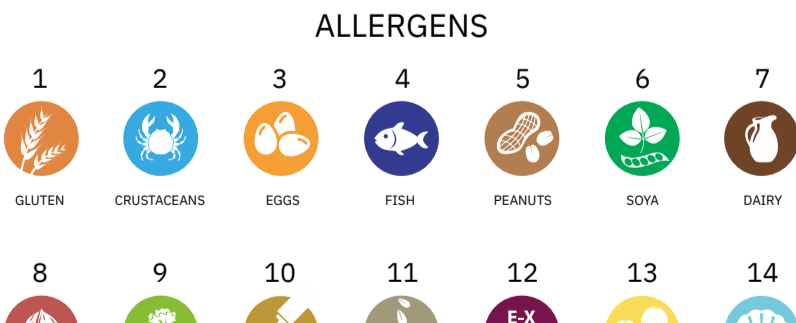 ALLERGENS
1 2 3 4 5 6 7
GLUTEN CRUSTACEANS EGGS FISH PEANUTS SOYA DAIRY
8 9 10 11 12 13 14
E-X